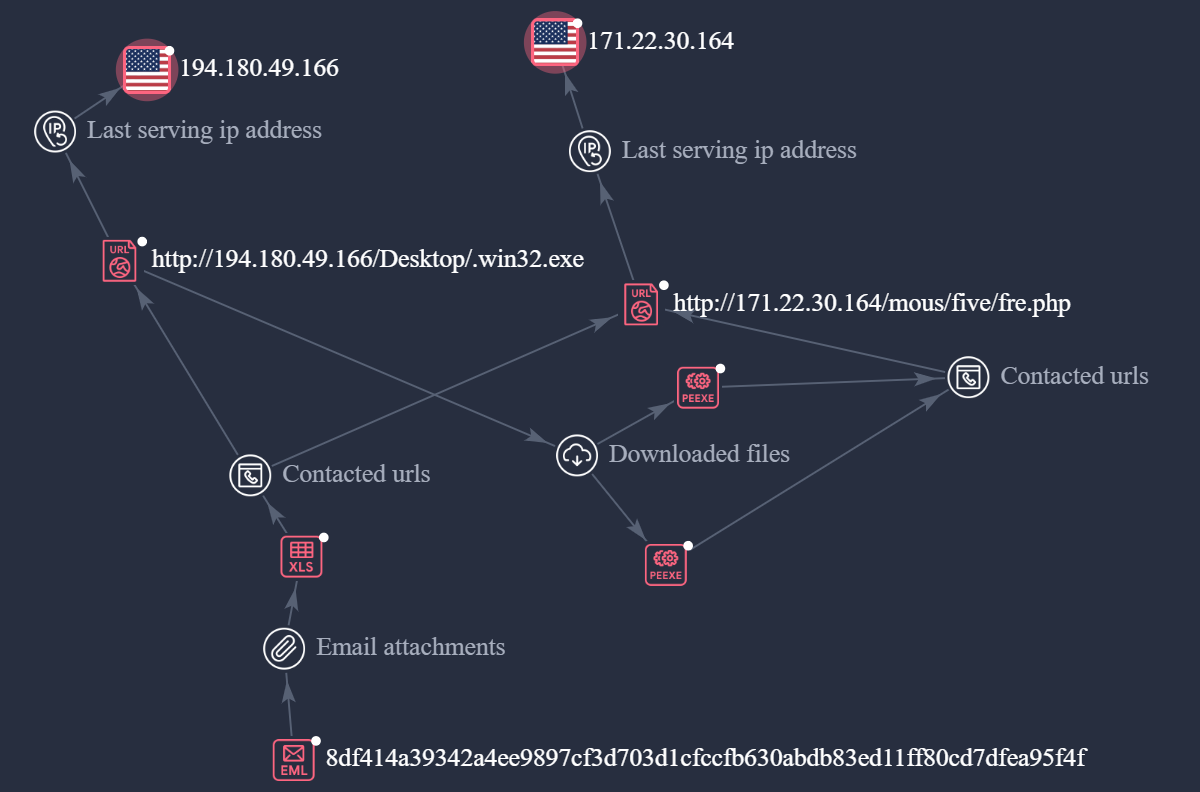 171.22.30.164
194.180.49.166
IP
Last serving ip address
IP
Last serving ip address
URL
http://194.180.49.166/Desktop/.win32.exe
URL
http://171.22.30.164/mous/five/fre.php
PEEXE
Contacted urls
Downloaded files
Contacted urls
XLS
PEEXE
Email attachments
EML
8df414a39342a4ee9897cf3d703d1cfccfb630abdb83ed11ff80cd7dfea95f4f